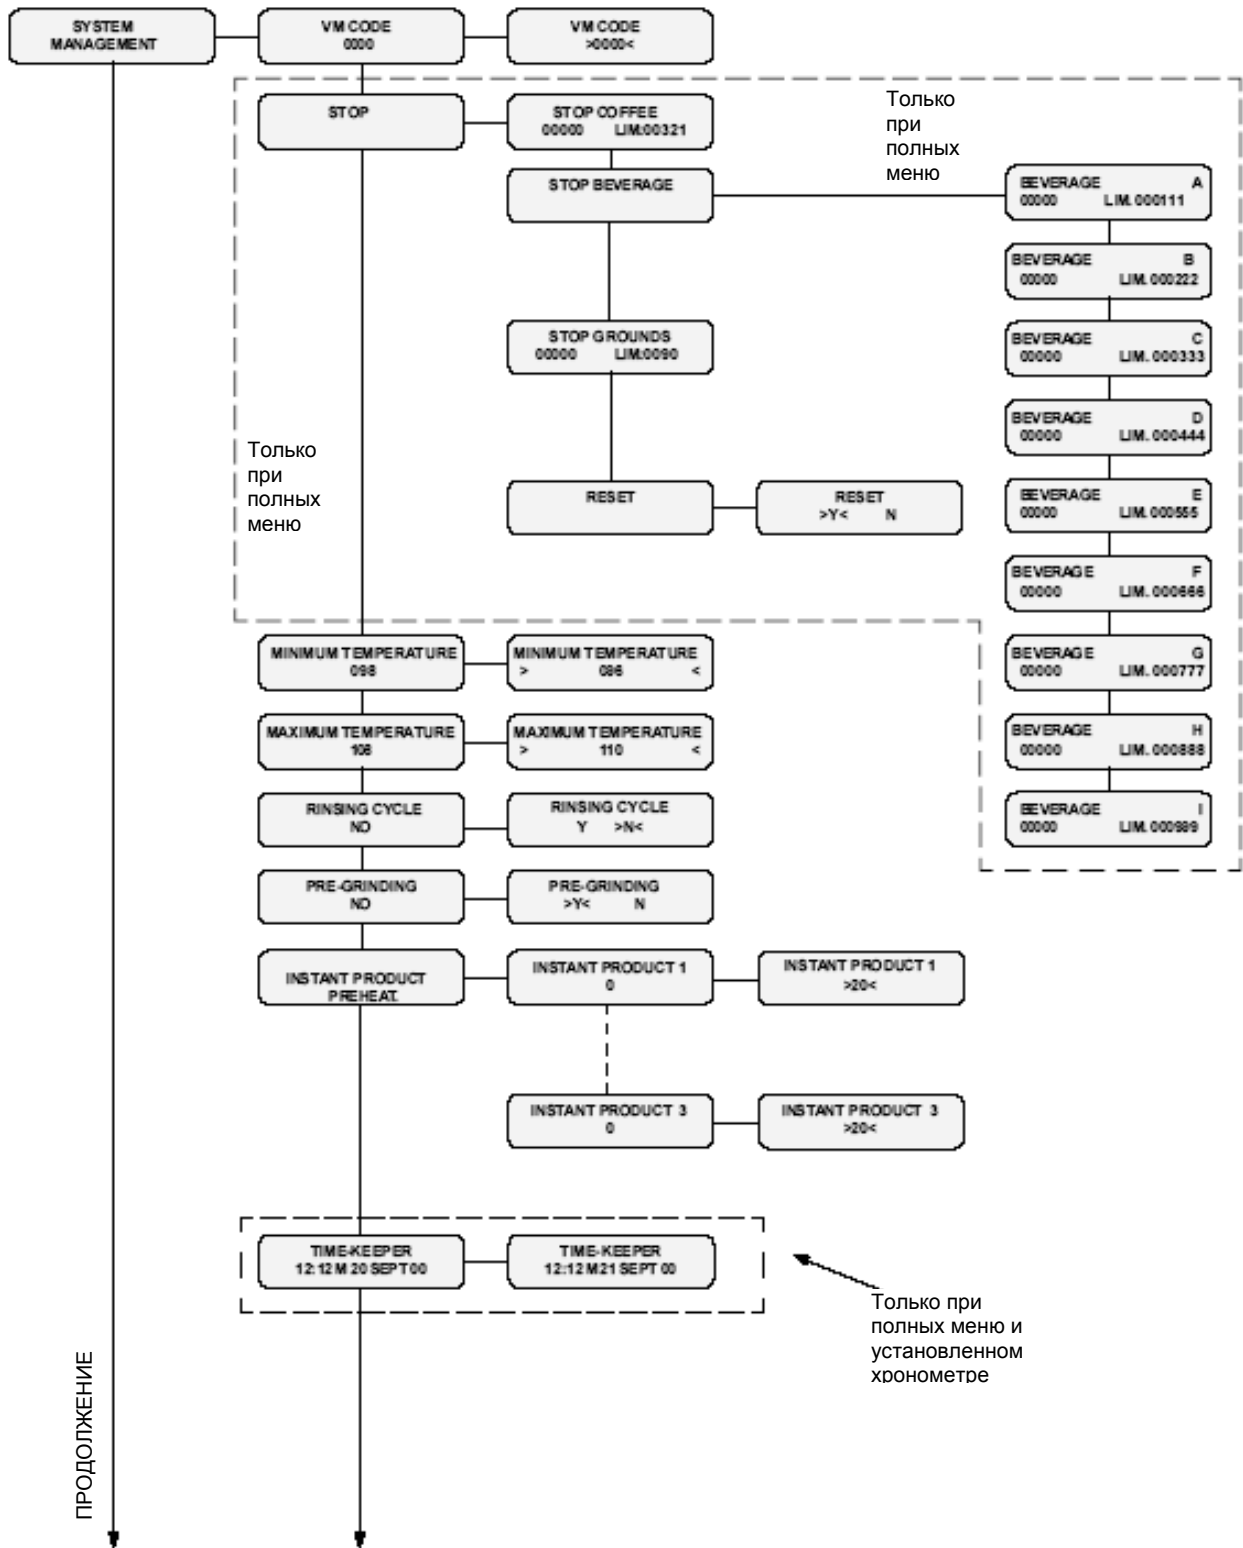 SYSTEM
MANAGEMENT
VM CODE
0000
VM CODE
>0000<
STOP
STOP COFFEE
00000 LIM:00321
Только
при
полных
меню
STOP BEVERAGE
BEVERAGE A
00000 LIM. 000111
BEVERAGE B
00000 LIM. 000222
STOP GROUNDS
00000 LIM:0090
BEVERAGE C
00000 LIM. 000333
BEVERAGE D
00000 LIM. 000444
Только
при
полных
меню
RESET
RESET
>Y< N
BEVERAGE E
00000 LIM. 000555
BEVERAGE F
00000 LIM. 000666
MINIMUM TEMPERATURE
098
MINIMUM TEMPERATURE
> 086 <
BEVERAGE G
00000 LIM. 000777
MAXIMUM TEMPERATURE
108
MAXIMUM TEMPERATURE
> 110 <
BEVERAGE H
00000 LIM. 000888
RINSING CYCLE
NO
RINSING CYCLE
Y >N<
BEVERAGE I
00000 LIM. 000989
PRE-GRINDING
NO
PRE-GRINDING
>Y< N
INSTANT PRODUCT
PREHEAT.
INSTANT PRODUCT 1
0
INSTANT PRODUCT 1
>20<
INSTANT PRODUCT 3
0
INSTANT PRODUCT 3
>20<
TIME-KEEPER
12:12 M 20 SEPT 00
TIME-KEEPER
12:12 M 21 SEPT 00
Только при
полных меню и
установленном
хронометре
ПРОДОЛЖЕНИЕ